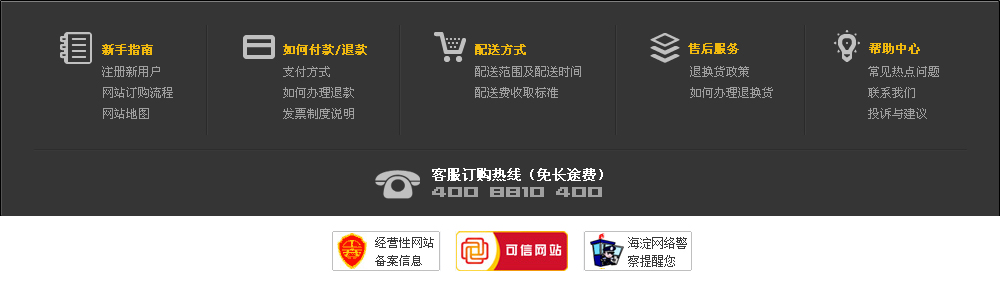 新手指南
注册新用户
网站订购流程
网站地图
如何付款/退款
支付方式
如何办理退款
发票制度说明
配送方式
配送范围及配送时间
配送费收取标准
售后服务
退换货政策
如何办理退换货
帮助中心
常见热点问题
联系我们
投诉与建议
客服订购热线（免长途费）
400 8810 400
经营性网站
备案信息
可信网站
海淀网络警
察提醒您